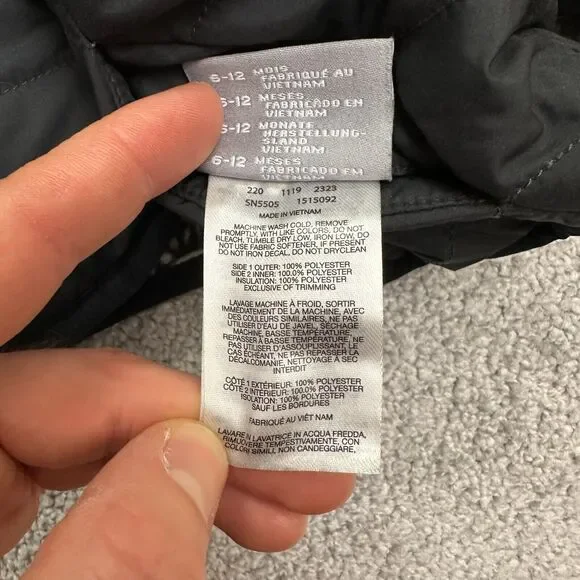 6-12 MOIS
FABRIQUÉ AU
VIETNAM
6-12 MESES
FABRICADO EN
VIETNAM
6-12 MONATE
HERSTELLUNG-
SLAND
VIETNAM
6-12 MESES
FABRICADO EN
VIETNAM
220 1119 2323
SN5505 1515092
MADE IN VIETNAM
MACHINE WASH COLD, REMOVE
PROMPTLY, WITH LIKE COLORS, DO NOT
BLEACH, TUMBLE DRY LOW, IRON LOW, DO NOT
USE FABRIC SOFTENER, IF PRESENT
DO NOT IRON DECAL, DO NOT DRYCLEAN
SIDE 1 OUTER: 100% POLYESTER
SIDE 2 INNER: 100.0% POLYESTER
INSULATION: 100% POLYESTER
EXCLUSIVE OF TRIMMING
LAVAGE MACHINE À FROID, SORTIR
IMMÉDIATEMENT DE LA MACHINE, AVEC
DES COULEURS SIMILAIRES, NE PAS
UTILISER D'EAU DE JAVEL, SÉCHAGE
MACHINE, BASSE TEMPÉRATURE,
REPASSER À BASSE TEMPÉRATURE, NE PAS
UTILISER D'ASSOUPLISSANT, LE
CAS ÉCHEANT, NE PAS REPASSER LA
DÉCALCOMANIE, NETTOYAGE A SEC
INTERDIT
CÔTÉ 1 EXTÉRIEUR: 100% POLYESTER
CÔTÉ 2 INTÉRIEUR: 100.0% POLYESTER
ISOLATION: 100% POLYESTER
SAUF LES BORDURES
FABRIQUÉ AU VIÊT NAM
LAVARE IN LAVATRICE IN ACQUA FREDDA,
RIMUOVERE TEMPESTIVAMENTE, CON
COLORI SIMILI, NON CANDEGGIARE,